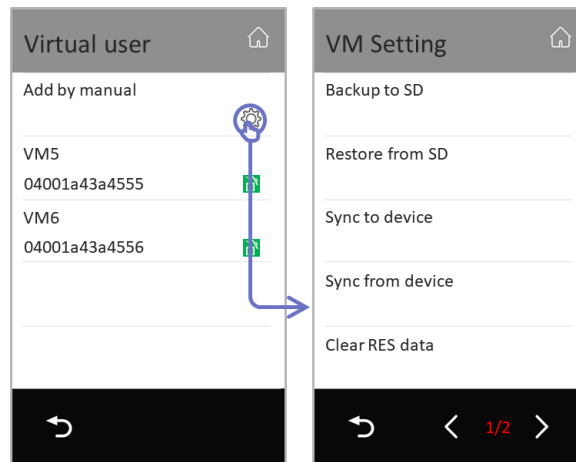 Virtual user
Add by manual
VM5
04001a43a4555
VM6
04001a43a4556
VM Setting
Backup to SD
Restore from SD
Sync to device
Sync from device
Clear RES data
1/2